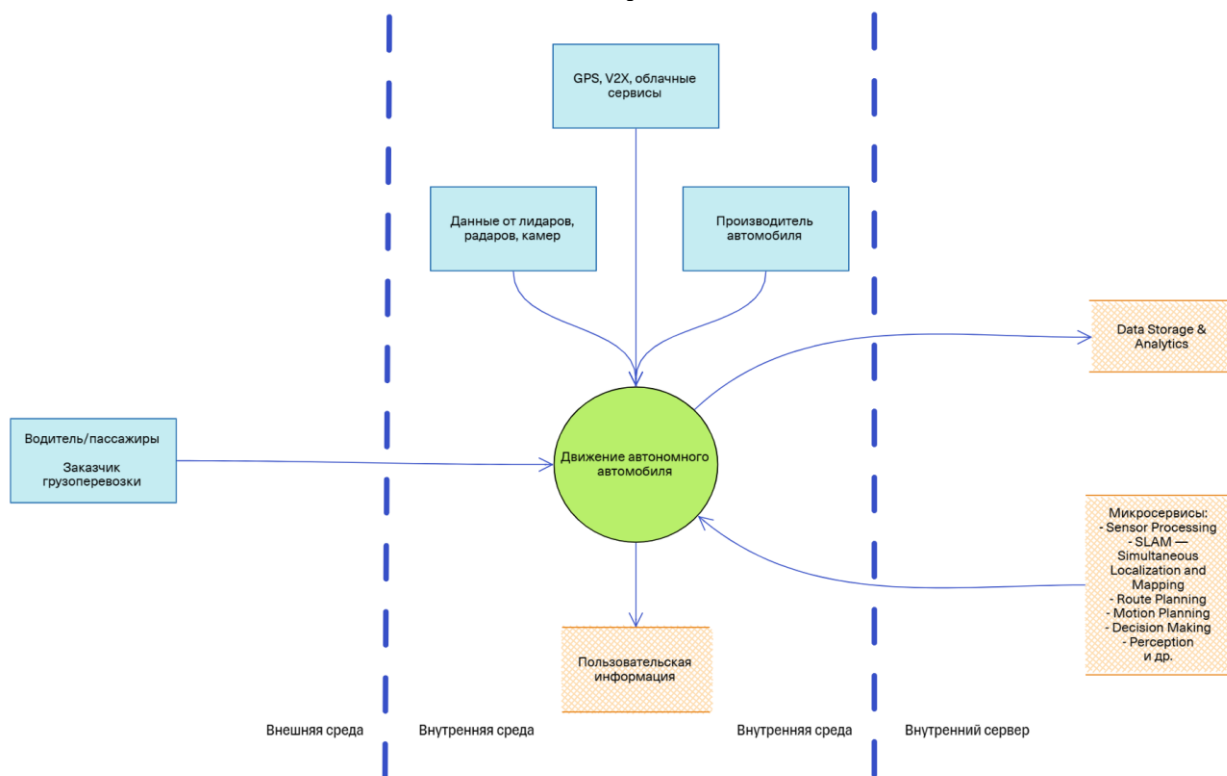 GPS, V2X, облачные
сервисы
Данные от лидаров,
радаров, камер
Производитель
автомобиля
Data Storage &
Analytics
Водитель/пассажиры
Заказчик
грузоперевозки
Движение автономного
автомобиля
Микросервисы:
- Sensor Processing
- SLAM —
Simultaneous
Localization and
Mapping
- Route Planning
- Motion Planning
- Decision Making
- Perception
и др.
Пользовательская
информация
Внешняя среда
Внутренняя среда
Внутренняя среда
Внутренний сервер